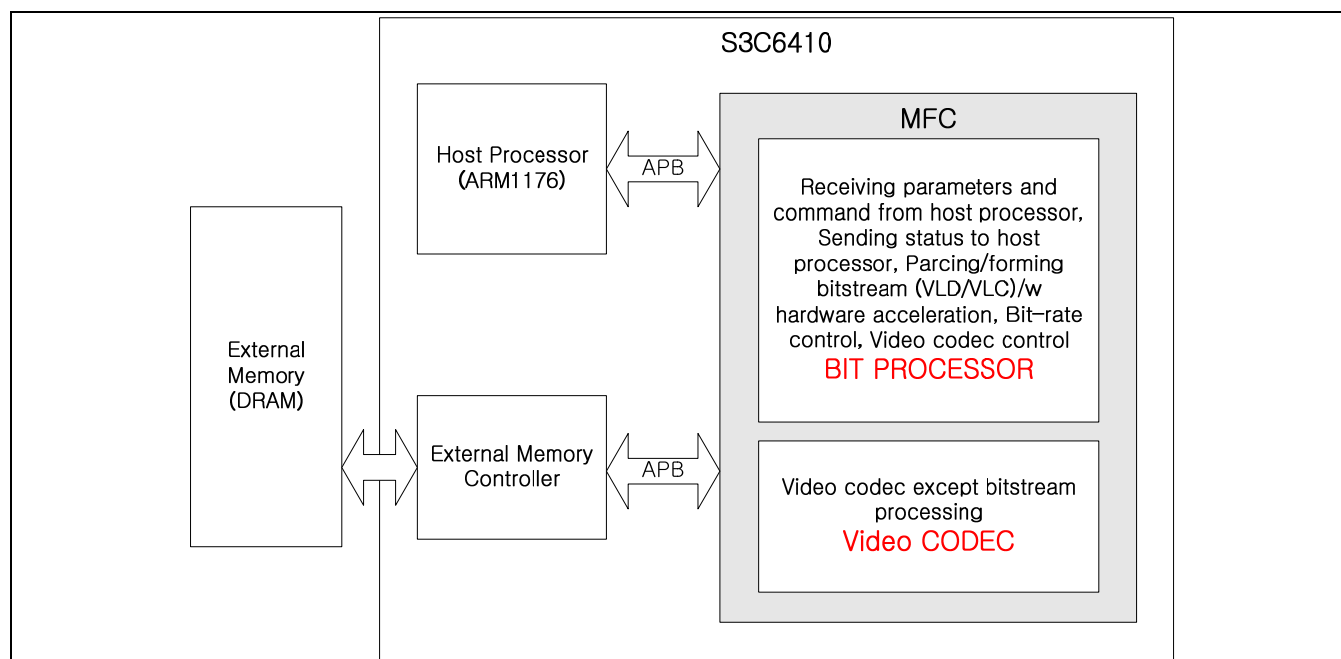 S3C6410
Host Processor
(ARM1176)
APB
MFC
Receiving parameters and
command from host processor,
Sending status to host
processor, Parcing/forming
bitstream (VLD/VLC)/w
hardware acceleration, Bit-rate
control, Video codec control
BIT PROCESSOR
External
Memory
(DRAM)
External Memory
Controller
APB
Video codec except bitstream
processing
Video CODEC